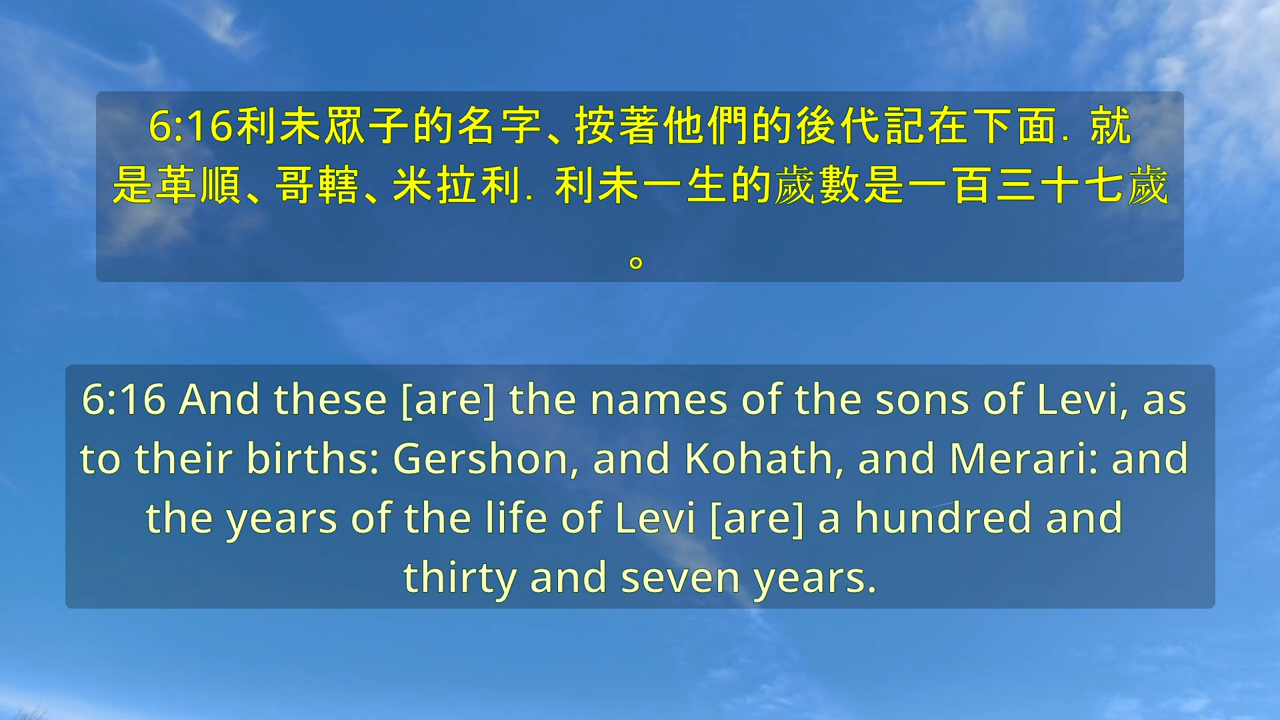 6:16利未眾子的名字、按著他們的後代記在下面．就
是革順、哥轄、米拉利．利未一生的歲數是一百三十七歲
。
6:16 And these [are] the names of the sons of Levi, as
to their births: Gershon, and Kohath, and Merari: and
the years of the life of Levi [are] a hundred and
thirty and seven years.